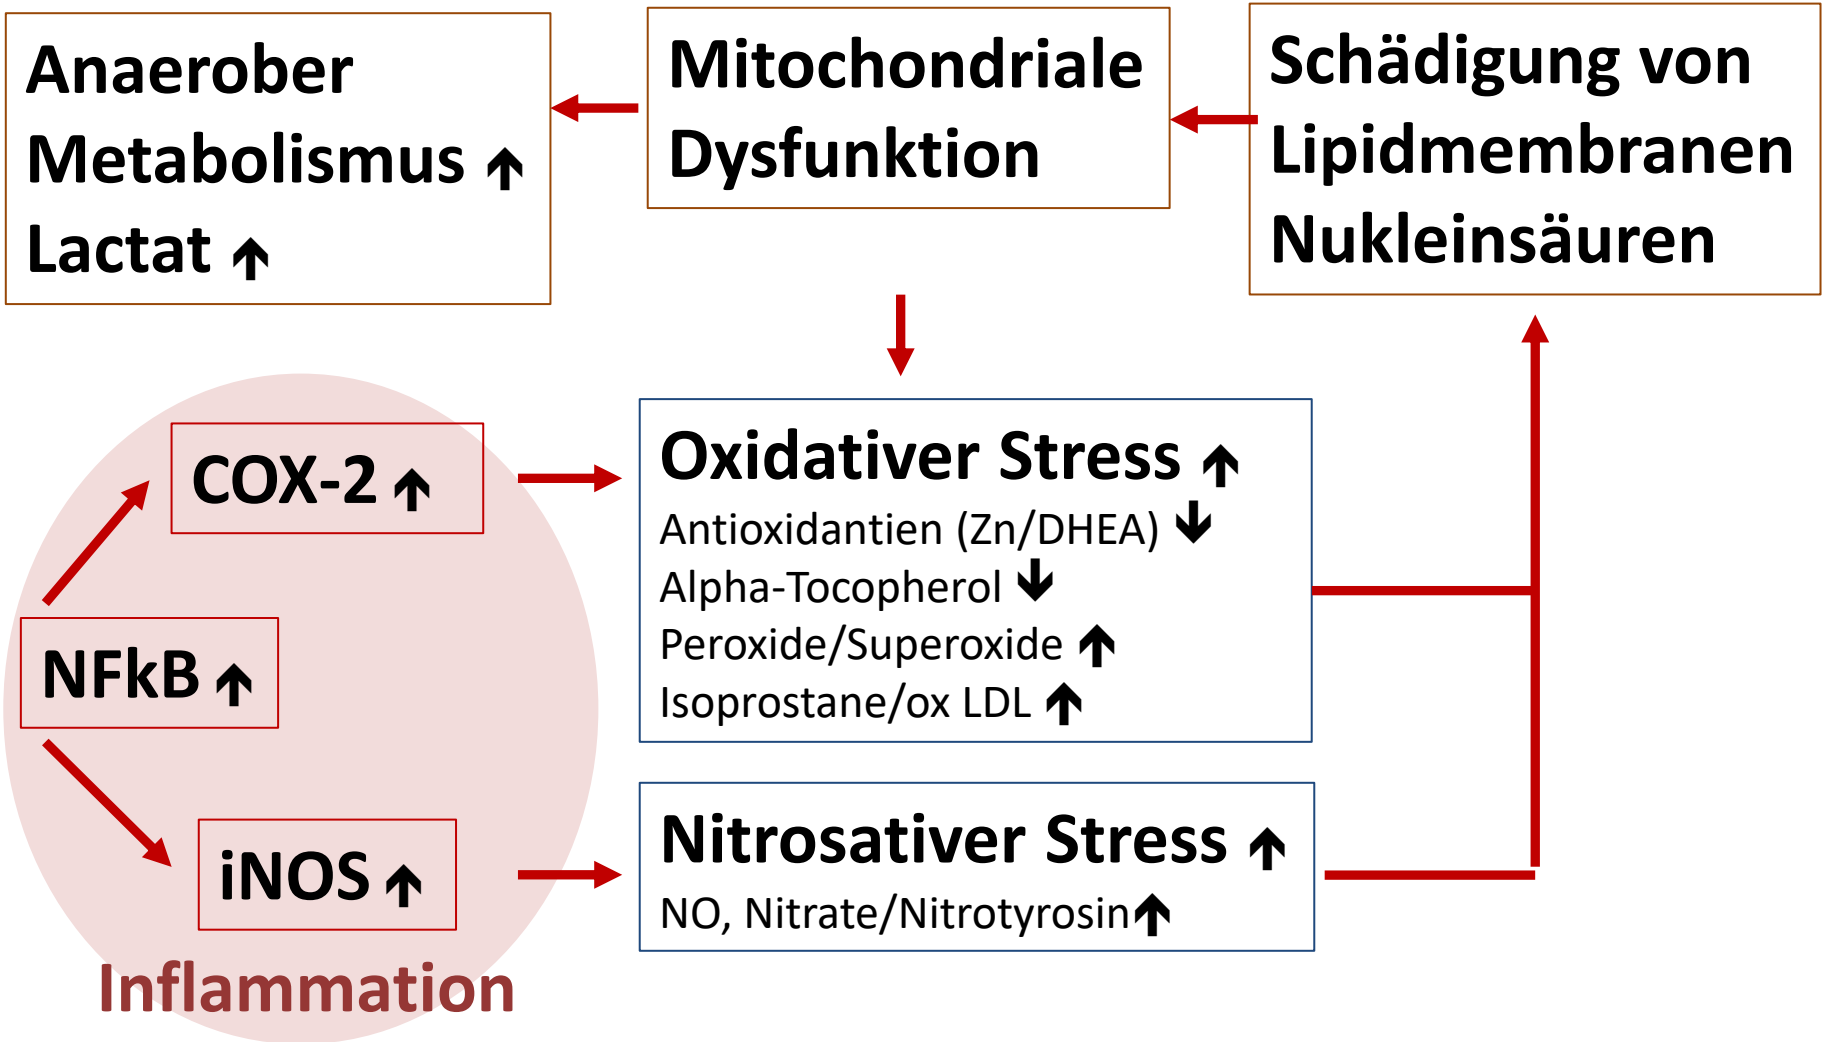 Anaerober
Metabolismus ↑
Lactat ↑
Mitochondriale
Dysfunktion
Schädigung von
Lipidmembranen
Nukleinsäuren
COX-2 ↑
NFkB ↑
iNOS ↑
Inflammation
Oxidativer Stress ↑
Antioxidantien (Zn/DHEA) ↓
Alpha-Tocopherol ↓
Peroxide/Superoxide ↑
Isoprostane/ox LDL ↑
Nitrosativer Stress ↑
NO, Nitrate/Nitrotyrosin↑